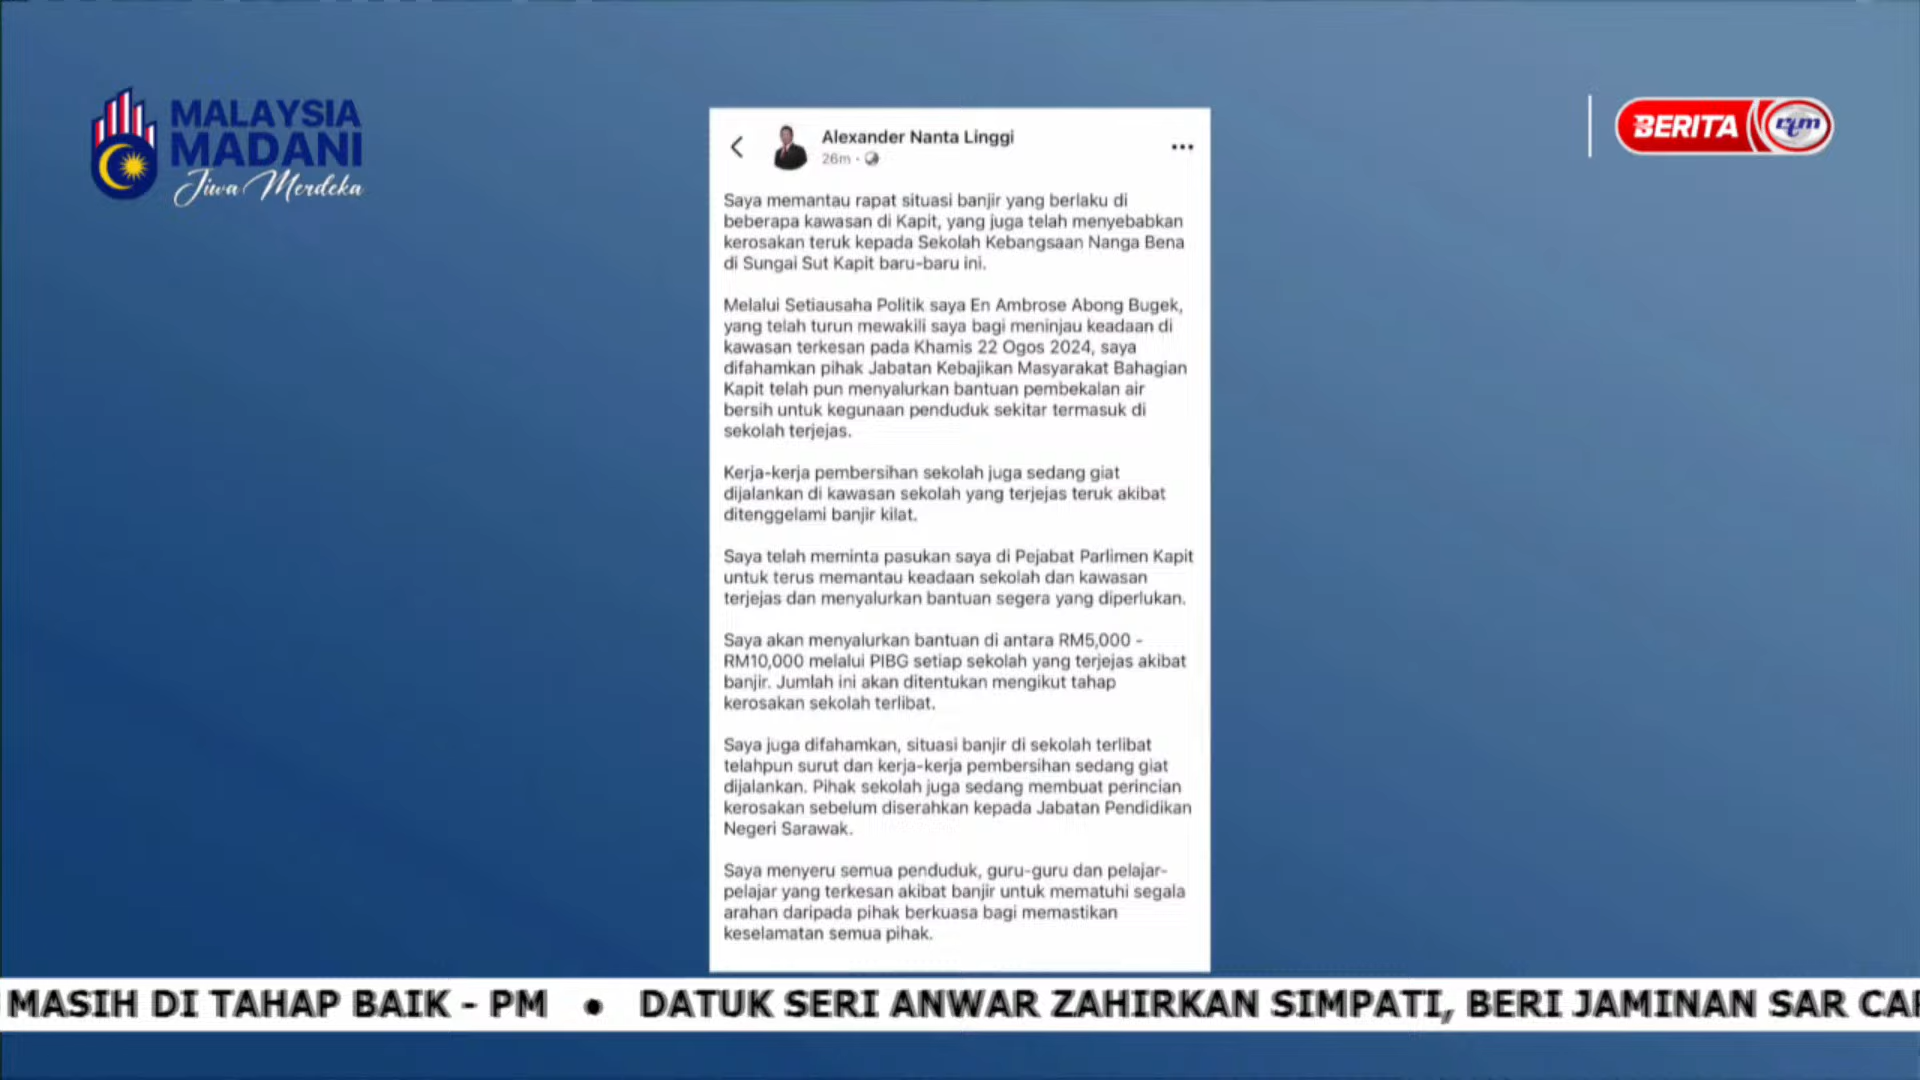 MALAYSIA
MADANI
Jiwa Merdeka
BERITA rtm
Alexander Nanta Linggi
26m ·
Saya memantau rapat situasi banjir yang berlaku di
beberapa kawasan di Kapit, yang juga telah menyebabkan
kerosakan teruk kepada Sekolah Kebangsaan Nanga Bena
di Sungai Sut Kapit baru-baru ini.
Melalui Setiausaha Politik saya En Ambrose Abong Bugek,
yang telah turun mewakili saya bagi meninjau keadaan di
kawasan terkesan pada Khamis 22 Ogos 2024, saya
difahamkan pihak Jabatan Kebajikan Masyarakat Bahagian
Kapit telah pun menyalurkan bantuan pembekalan air
bersih untuk kegunaan penduduk sekitar termasuk di
sekolah terjejas.
Kerja-kerja pembersihan sekolah juga sedang giat
dijalankan di kawasan sekolah yang terjejas teruk akibat
ditenggelami banjir kilat.
Saya telah meminta pasukan saya di Pejabat Parlimen Kapit
untuk terus memantau keadaan sekolah dan kawasan
terjejas dan menyalurkan bantuan segera yang diperlukan.
Saya akan menyalurkan bantuan di antara RM5,000 -
RM10,000 melalui PIBG setiap sekolah yang terjejas akibat
banjir. Jumlah ini akan ditentukan mengikut tahap
kerosakan sekolah terlibat.
Saya juga difahamkan, situasi banjir di sekolah terlibat
telahpun surut dan kerja-kerja pembersihan sedang giat
dijalankan. Pihak sekolah juga sedang membuat perincian
kerosakan sebelum diserahkan kepada Jabatan Pendidikan
Negeri Sarawak.
Saya menyeru semua penduduk, guru-guru dan pelajar-
pelajar yang terkesan akibat banjir untuk mematuhi segala
arahan daripada pihak berkuasa bagi memastikan
keselamatan semua pihak.
MASIH DI TAHAP BAIK - PM ● DATUK SERI ANWAR ZAHIRKAN SIMPATI, BERI JAMINAN SAR